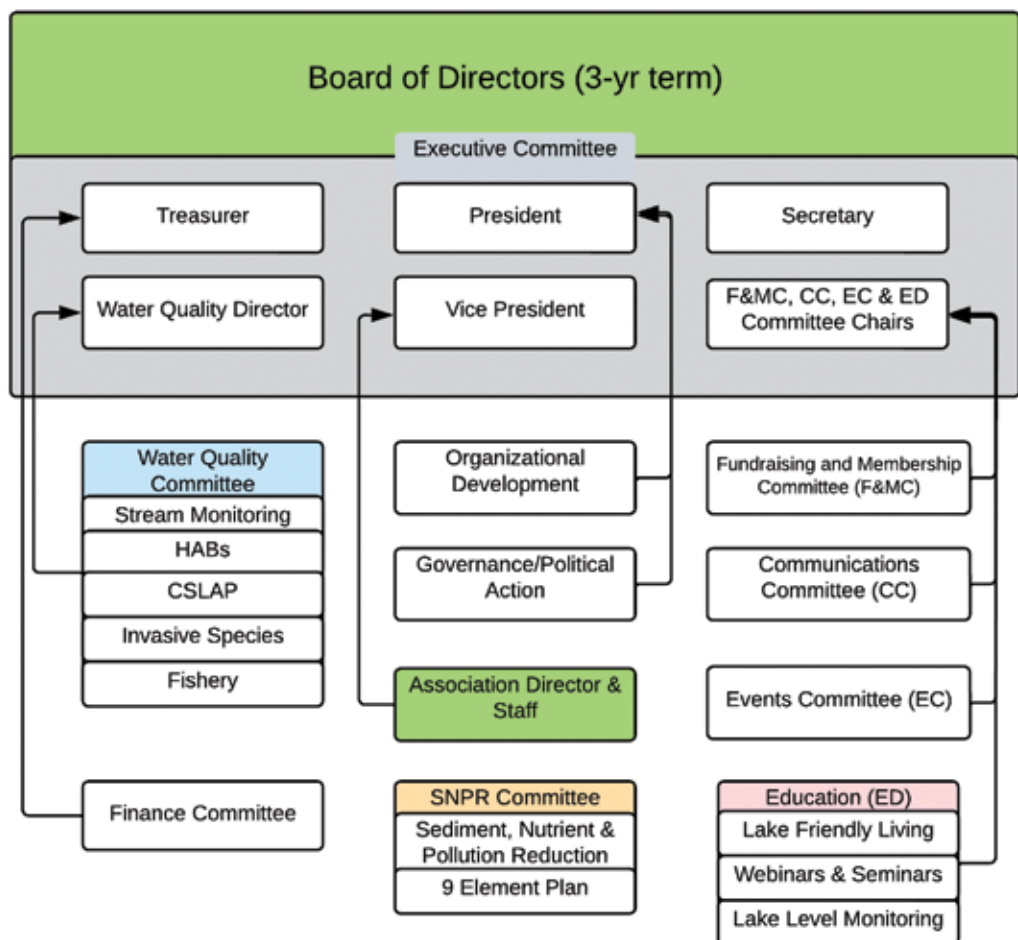 Board of Directors (3-yr term)
Executive Committee
Treasurer
President
Secretary
Water Quality Director
Vice President
F&MC, CC, EC & ED
Committee Chairs
Water Quality
Committee
Stream Monitoring
HABs
CSLAP
Invasive Species
Fishery
Organizational
Development
Fundraising and Membership
Committee (F&MC)
Governance/Political
Action
Communications
Committee (CC)
Association Director &
Staff
Events Committee (EC)
Finance Committee
SNPR Committee
Sediment, Nutrient &
Pollution Reduction
9 Element Plan
Education (ED)
Lake Friendly Living
Webinars & Seminars
Lake Level Monitoring